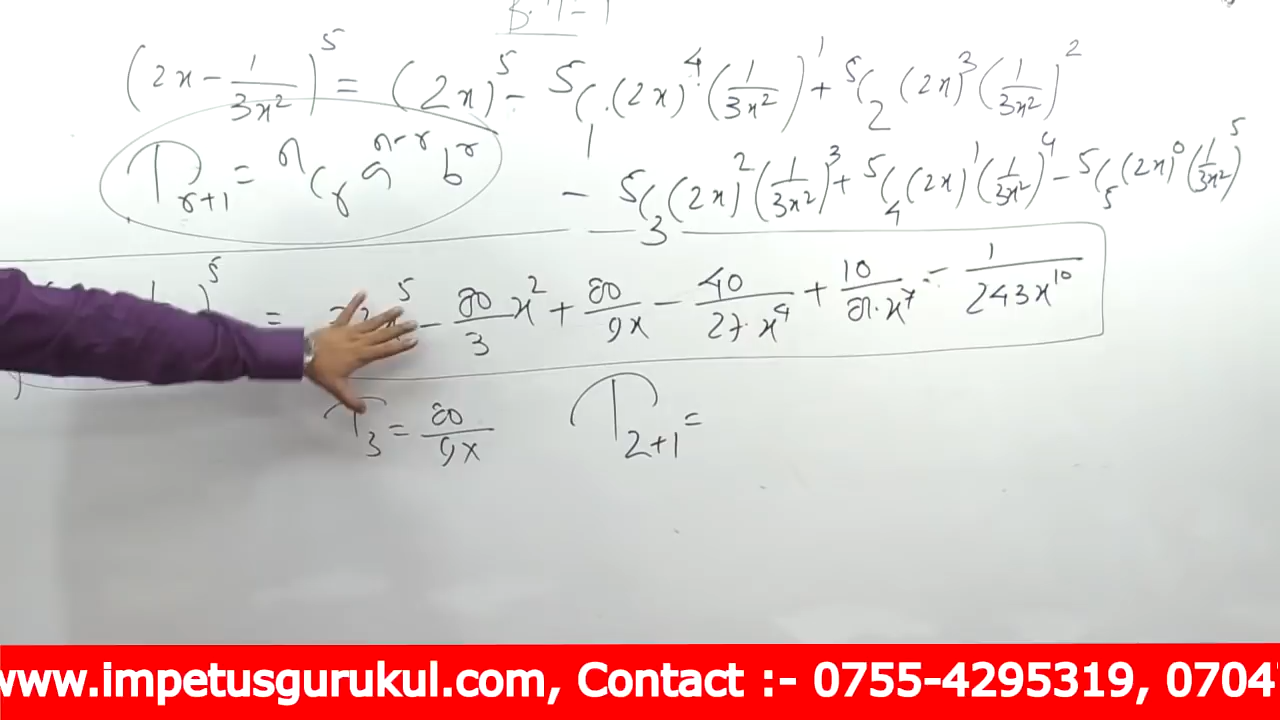 (2x - 1/3x²)⁵ = (2x)⁵ - ⁵C₁(2x)⁴(1/3x²)¹ + ⁵C₂(2x)³(1/3x²)²
- ⁵C₃(2x)²(1/3x²)³ + ⁵C₄(2x)¹(1/3x²)⁴ - ⁵C₅(2x)⁰(1/3x²)⁵
Tᵣ₊₁ = ⁿCᵣ aⁿ⁻ʳ bʳ
)⁵ = x⁵ - 80/3 x² + 80/9x - 40/27·x⁴ + 10/81·x⁷ - 1/243x¹⁰
T₃ = 80/9x T₂₊₁ =
www.impetusgurukul.com, Contact :- 0755-4295319, 0704